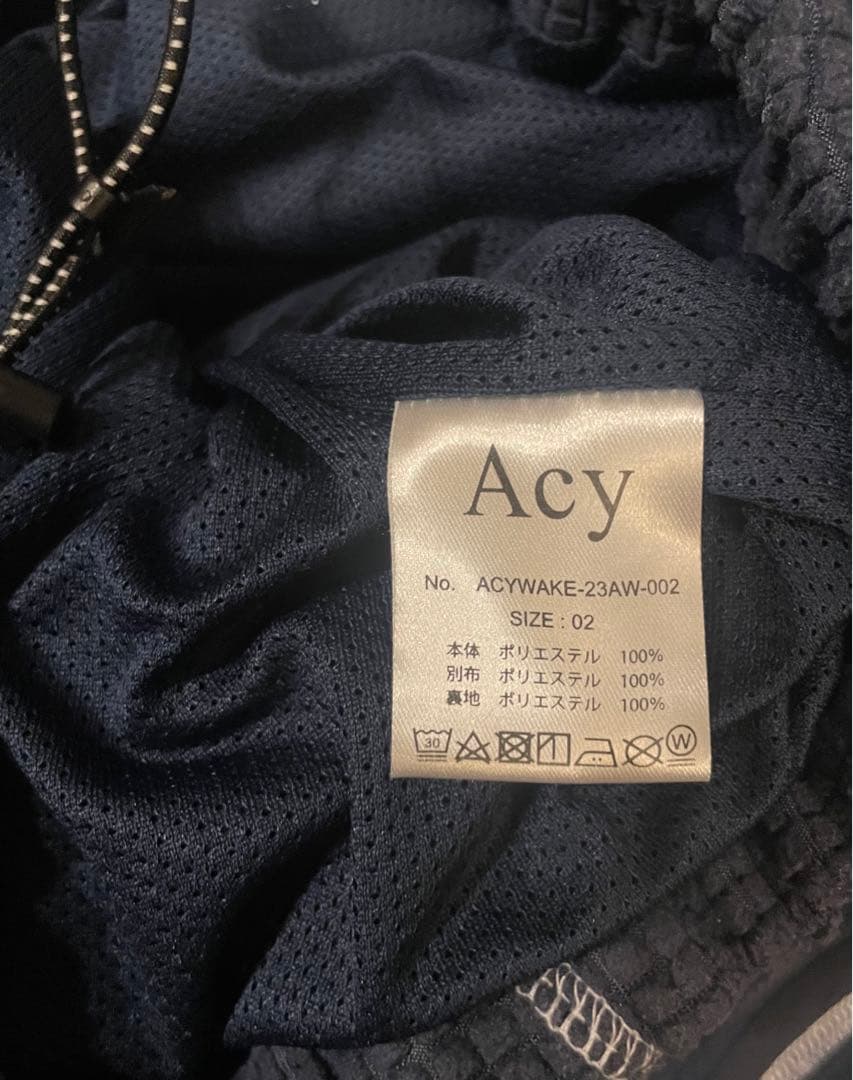 Acy
No. ACYWAKE-23AW-002
SIZE : 02
本体 ポリエステル 100%
別布 ポリエステル 100%
裏地 ポリエステル 100%
30 W